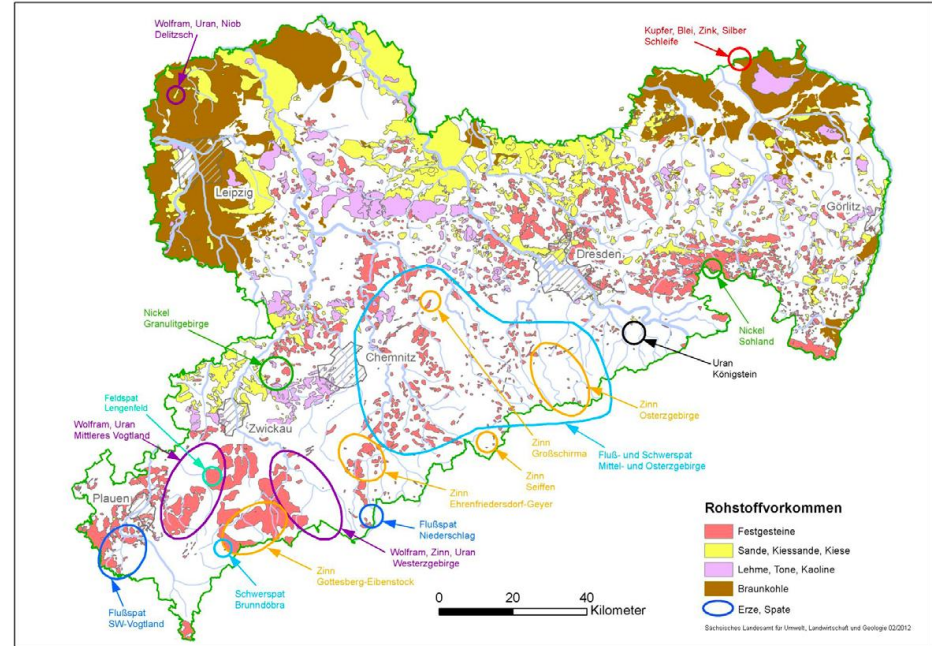 Wolfram, Uran, Niob
Delitzsch
Kupfer, Blei, Zink, Silber
Schleife
Leipzig
Görlitz
Dresden
Nickel
Granulitgebirge
Chemnitz
Nickel
Sohland
Uran
Königstein
Feldspat
Lengenfeld
Wolfram, Uran
Mittleres Vogtland
Zwickau
Zinn
Osterzgebirge
Zinn
Großschirma
Fluß- und Schwerspat
Mittel- und Osterzgebirge
Zinn
Seiffen
Plauen
Zinn
Ehrenfriedersdorf-Geyer
Flußspat
Niederschlag
Wolfram, Zinn, Uran
Westerzgebirge
Zinn
Gottesberg-Eibenstock
Schwerspat
Brunndöbra
Flußspat
SW-Vogtland
0 20 40
Kilometer
Rohstoffvorkommen
Festgesteine
Sande, Kiessande, Kiese
Lehme, Tone, Kaoline
Braunkohle
Erze, Spate
Sächsisches Landesamt für Umwelt, Landwirtschaft und Geologie 02/2012